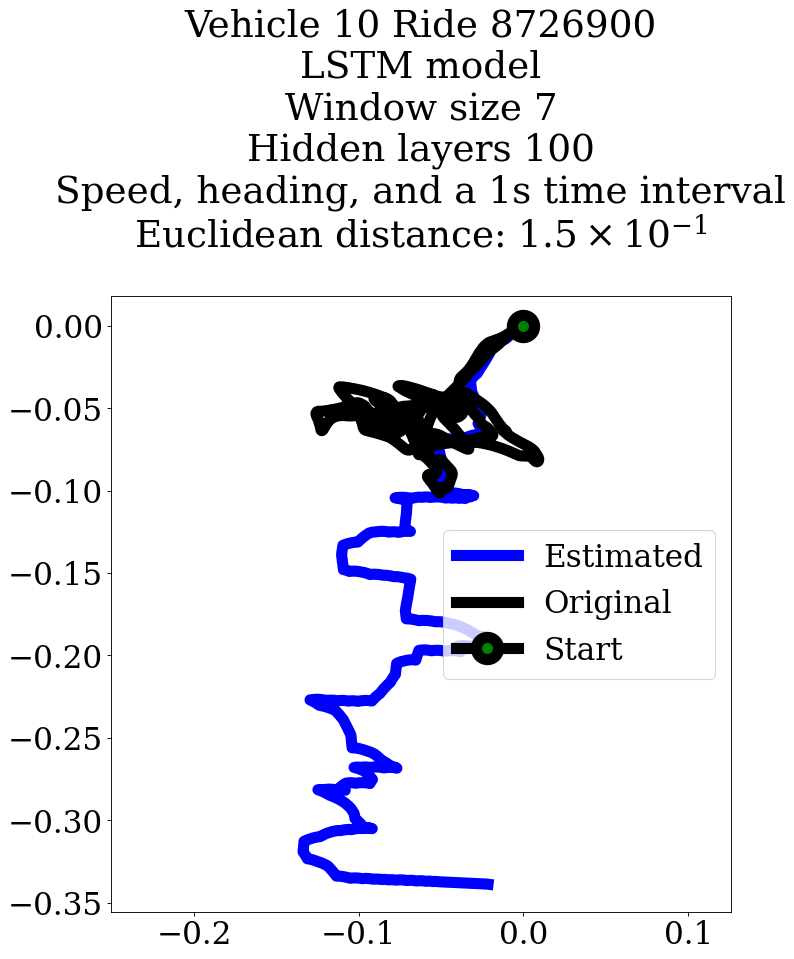 Vehicle 10 Ride 8726900
LSTM model
Window size 7
Hidden layers 100
Speed, heading, and a 1s time interval
Euclidean distance: 1.5 × 10⁻¹
0.00
−0.05
−0.10
−0.15
−0.20
−0.25
−0.30
−0.35
Estimated
Original
Start
−0.2
−0.1
0.0
0.1